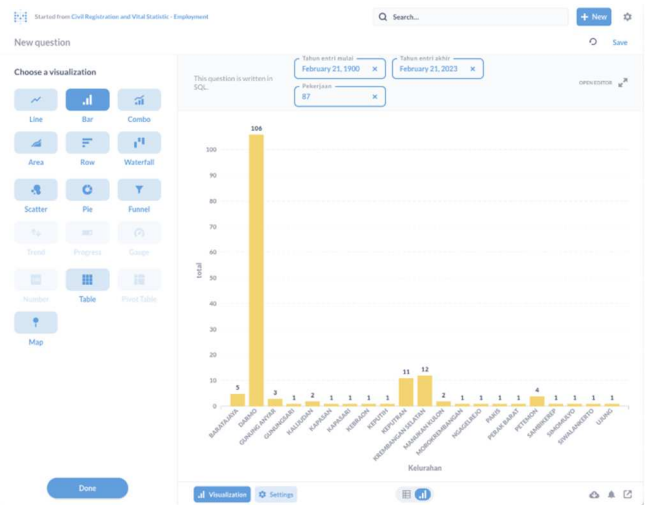 Started from Civil Registration and Vital Statistic - Employment
Search...
+ New
New question
Save
Choose a visualization
Line
Bar
Combo
Area
Row
Waterfall
Scatter
Pie
Funnel
Trend
Progress
Gauge
Number
Table
Pivot Table
Map
Done
This question is written in
SQL.
Tahun entri mulai
February 21, 1900
Tahun entri akhir
February 21, 2023
Pekerjaan
87
OPEN EDITOR
106
100
90
80
70
60
50
40
30
20
10
0
total
5
3
1
2
1
1
1
1
11
12
2
1
1
1
1
4
1
1
1
1
BARATAJAYA
DARMO
GUNUNG ANYAR
GUNUNGSARI
KALIJUDAN
KAPASAN
KAPASARI
KEBRAON
KEPUTIH
KEPUTRAN
KREMBANGAN SELATAN
MANUKAN KULON
MOROKREMBANGAN
NGAGELREJO
PAKIS
PERAK BARAT
PETEMON
SAMBIKEREP
SIMOMULYO
SIWALANKERTO
UJUNG
Kelurahan
Visualization
Settings